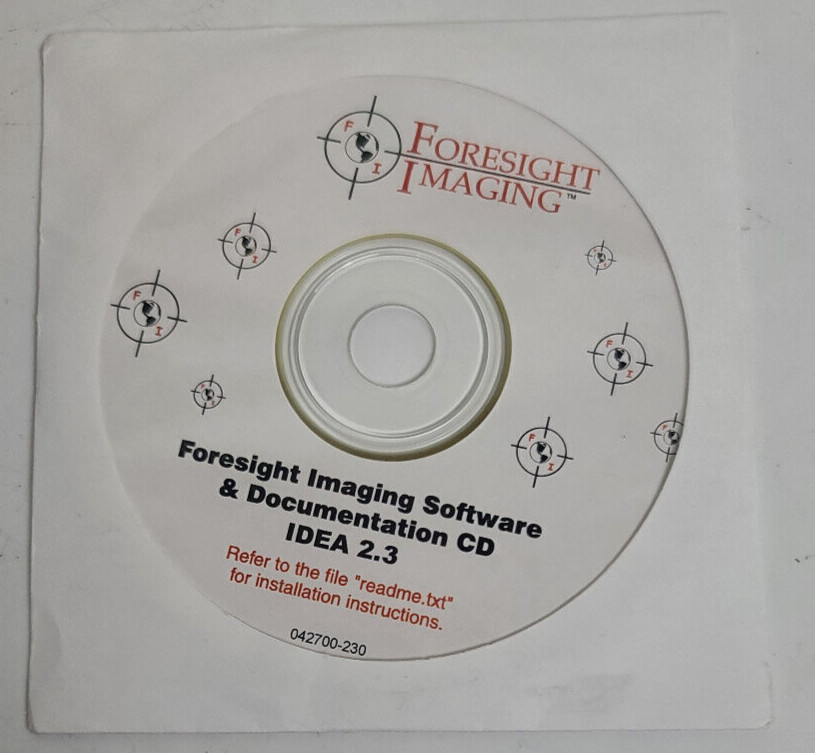 F
I
FORESIGHT
IMAGING™
F
I
F
I
F
I
F
I
F
I
F
I
F
I
Foresight Imaging Software
& Documentation CD
IDEA 2.3
Refer to the file "readme.txt"
for installation instructions.
042700-230